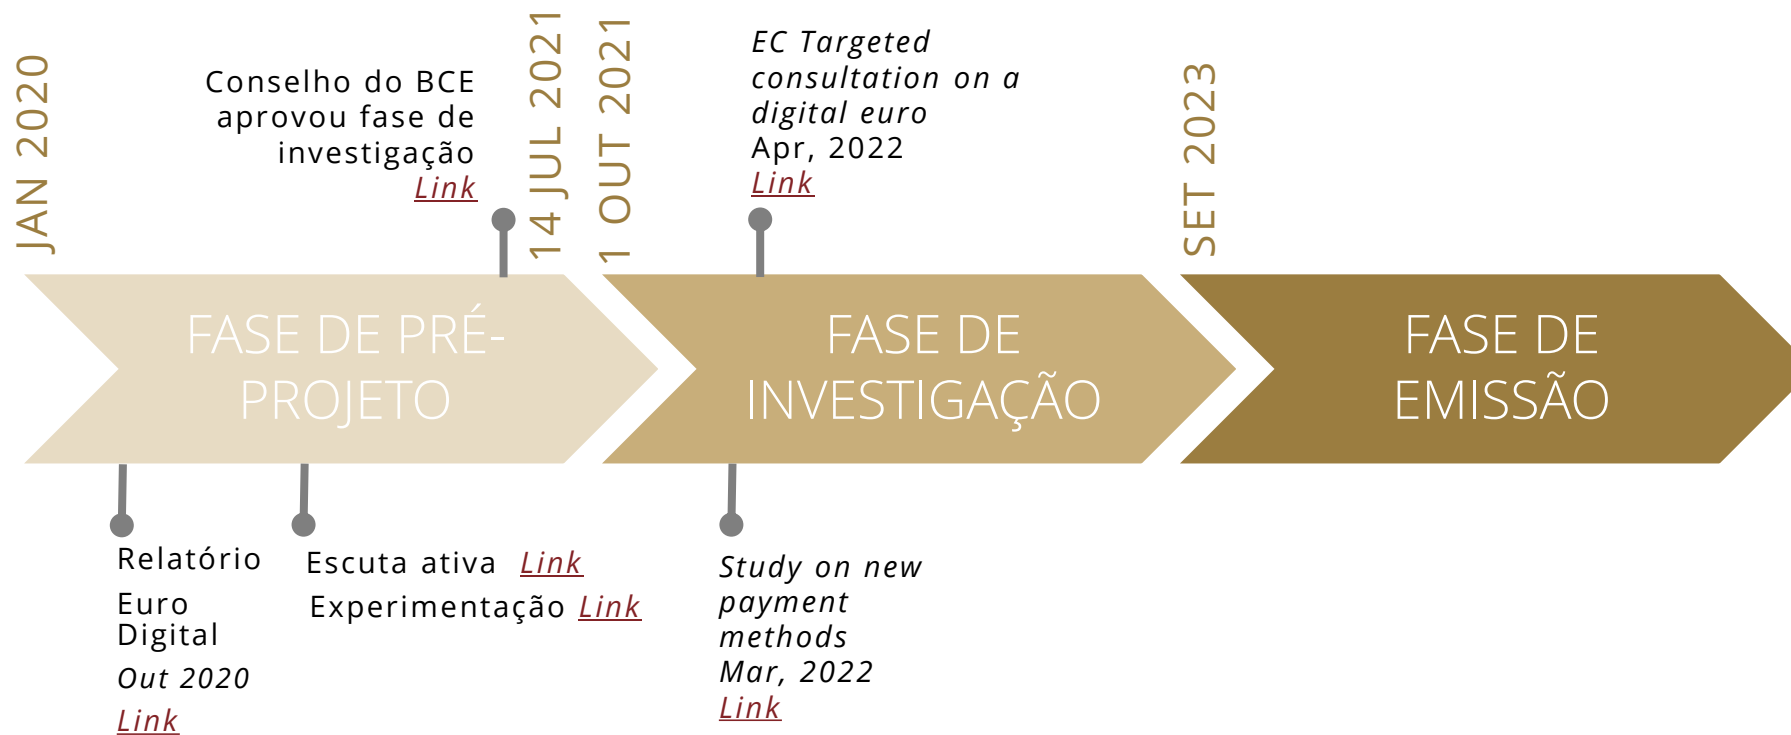 JAN 2020
Conselho do BCE
aprovou fase de
investigação
Link
14 JUL 2021
1 OUT 2021
EC Targeted
consultation on a
digital euro
Apr, 2022
Link
SET 2023
FASE DE PRÉ-
PROJETO
FASE DE
INVESTIGAÇÃO
FASE DE
EMISSÃO
Relatório
Euro
Digital
Out 2020
Link
Escuta ativa Link
Experimentação Link
Study on new
payment
methods
Mar, 2022
Link